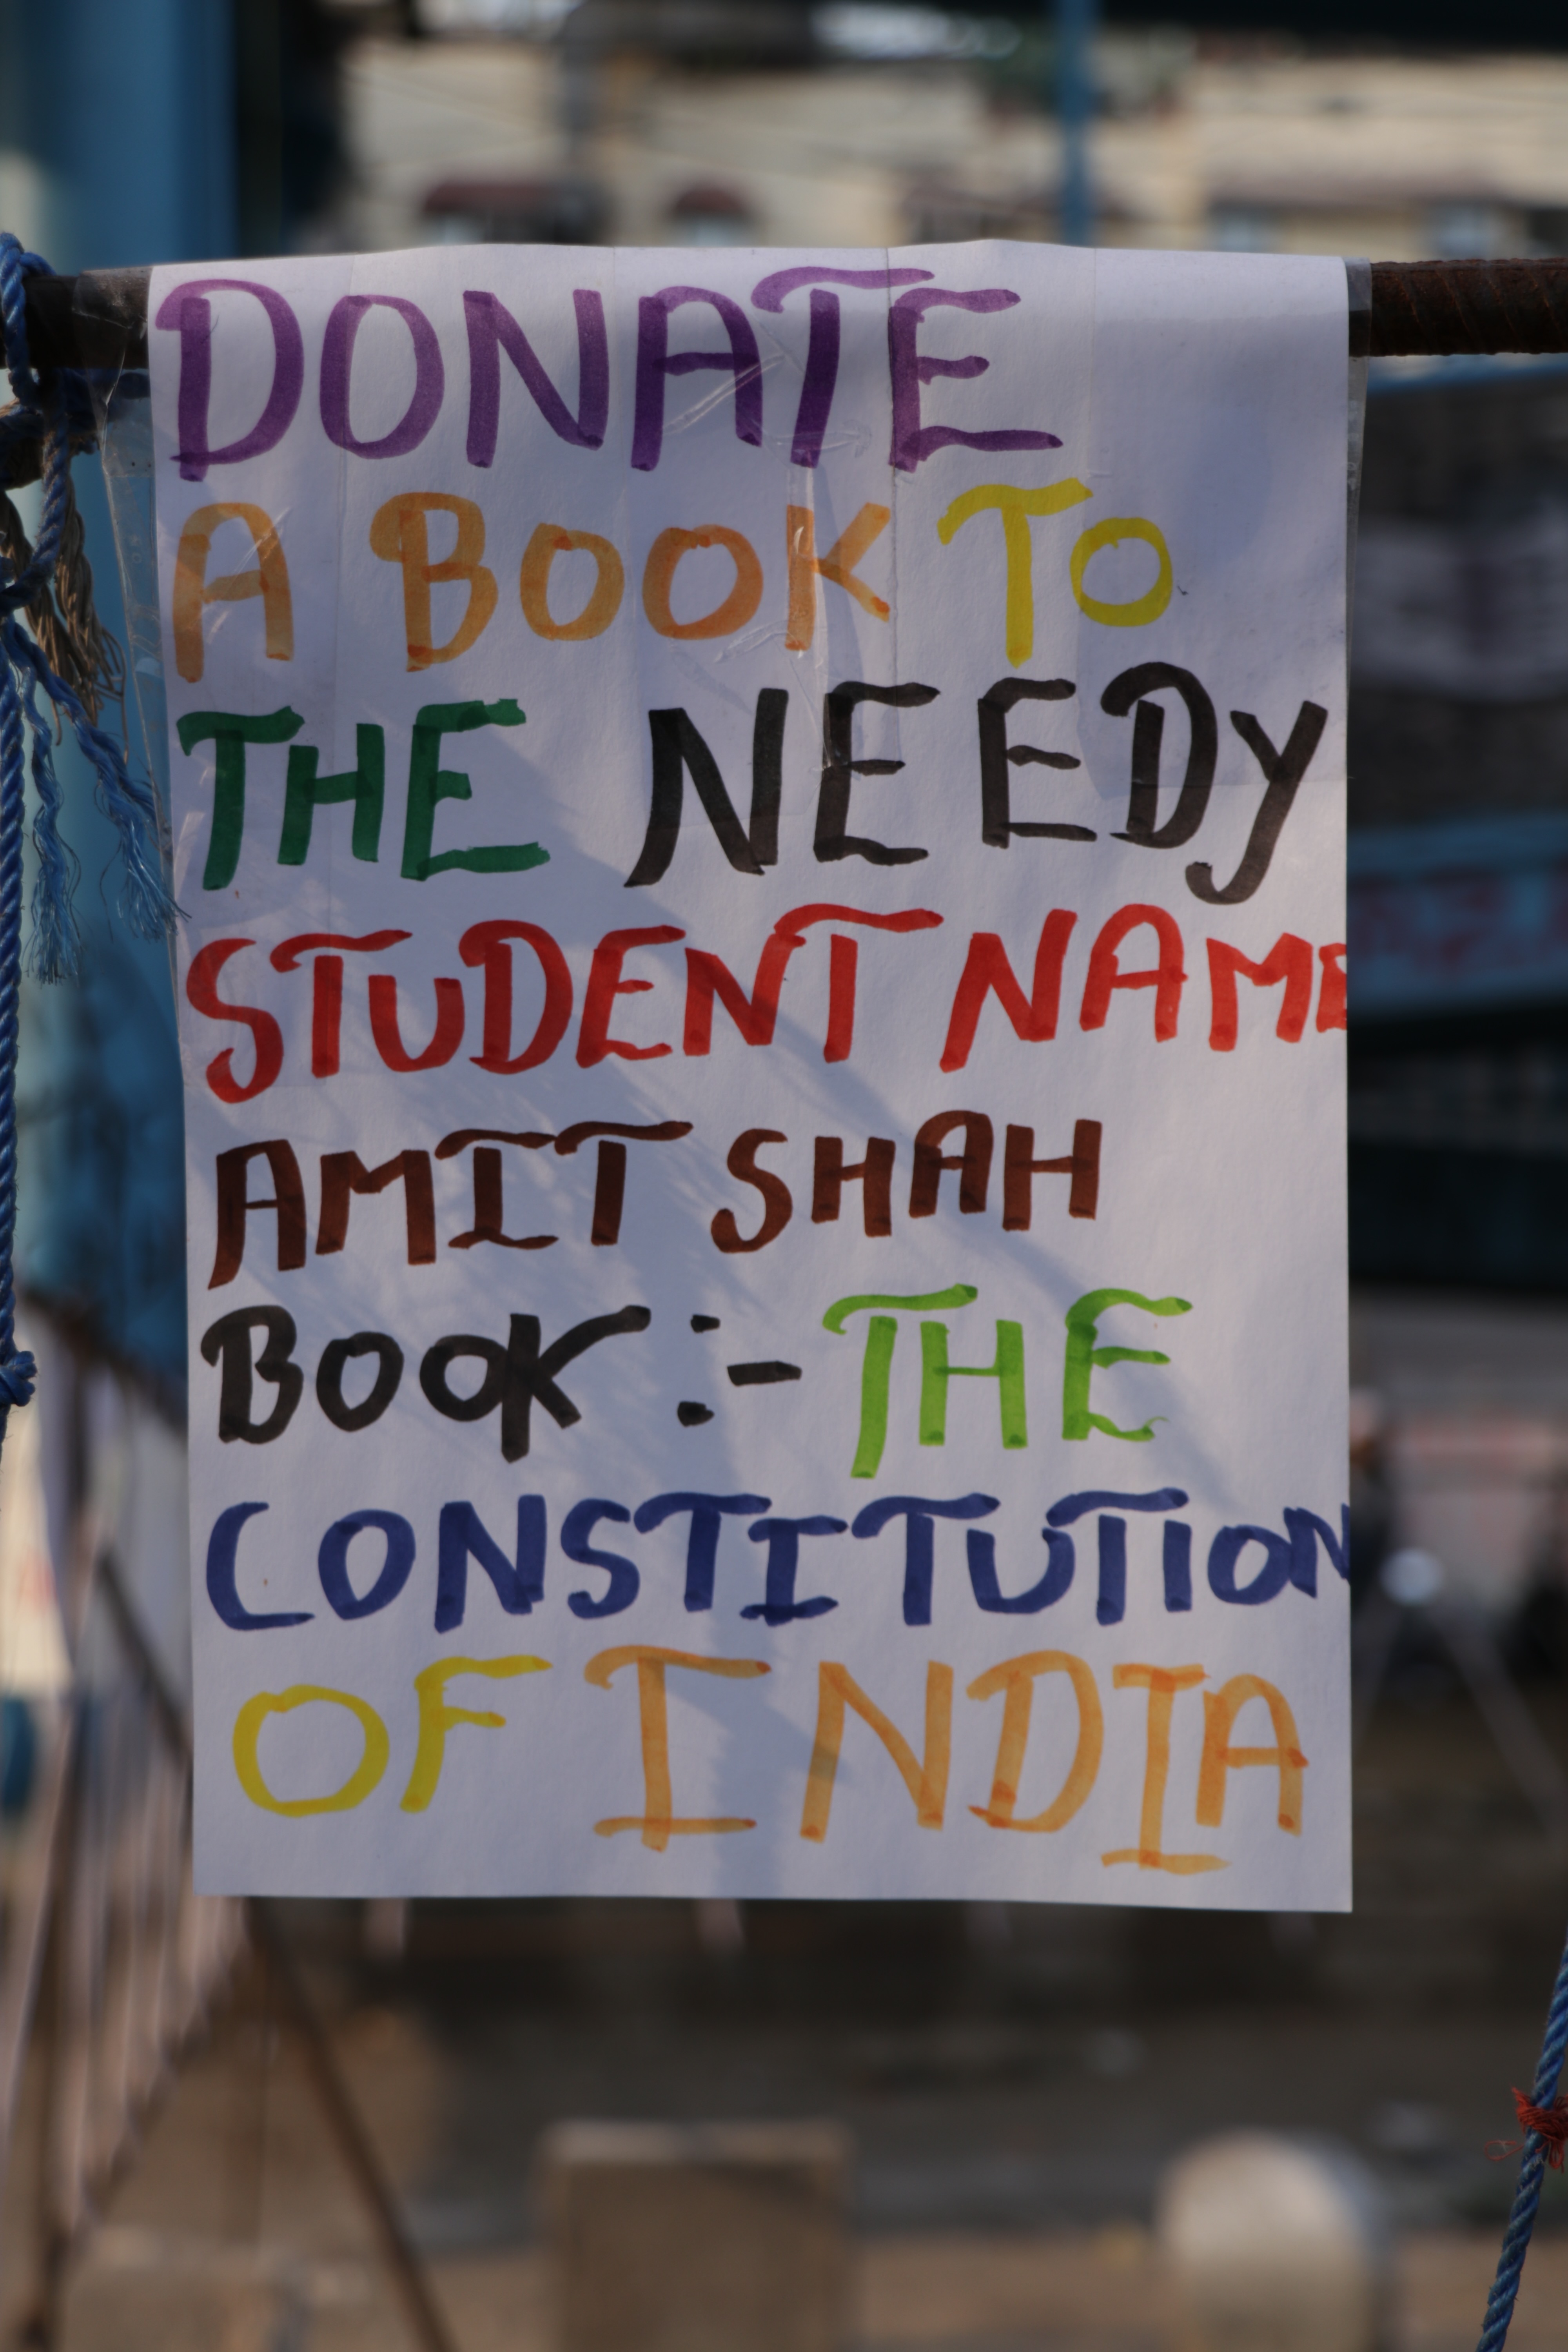 DONATE
A BOOK TO
THE NEEDY
STUDENT NAME
AMIT SHAH
BOOK :- THE
CONSTITUTION
OF INDIA